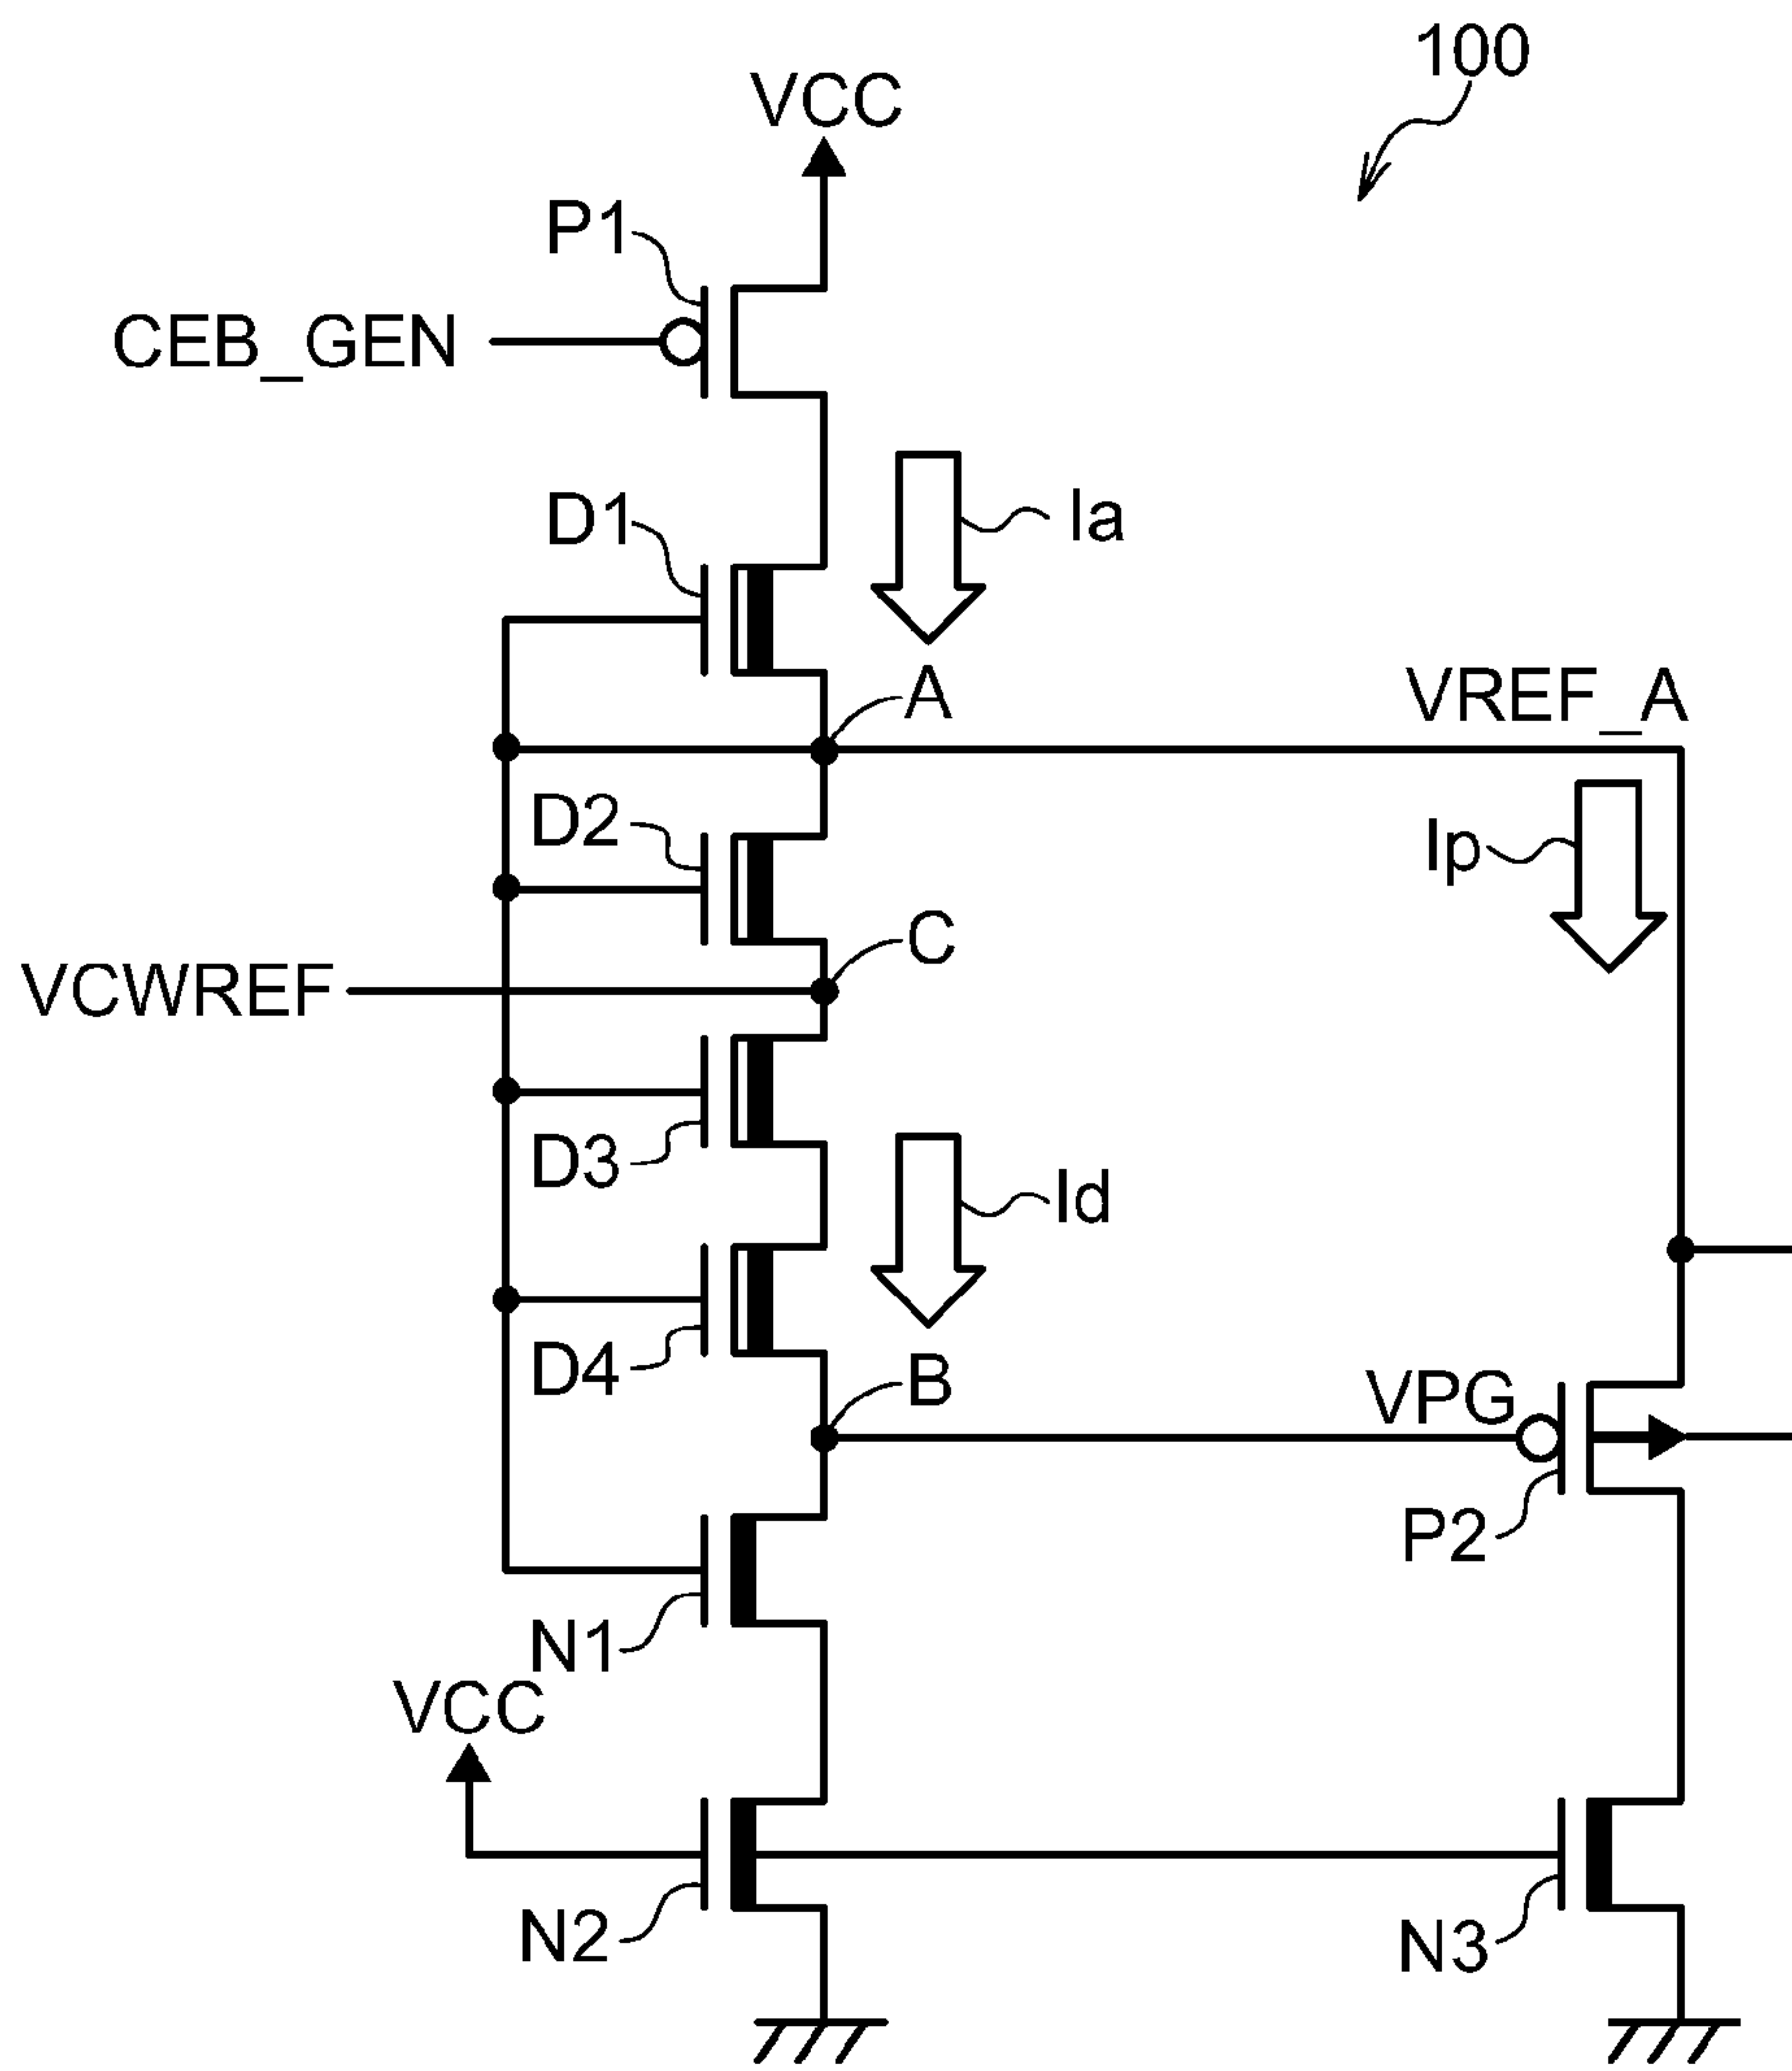 100
VCC
P1
CEB_GEN
D1
Ia
A
VREF_A
D2
Ip
C
VCWREF
D3
Id
D4
B
VPG
P2
N1
VCC
N2
N3